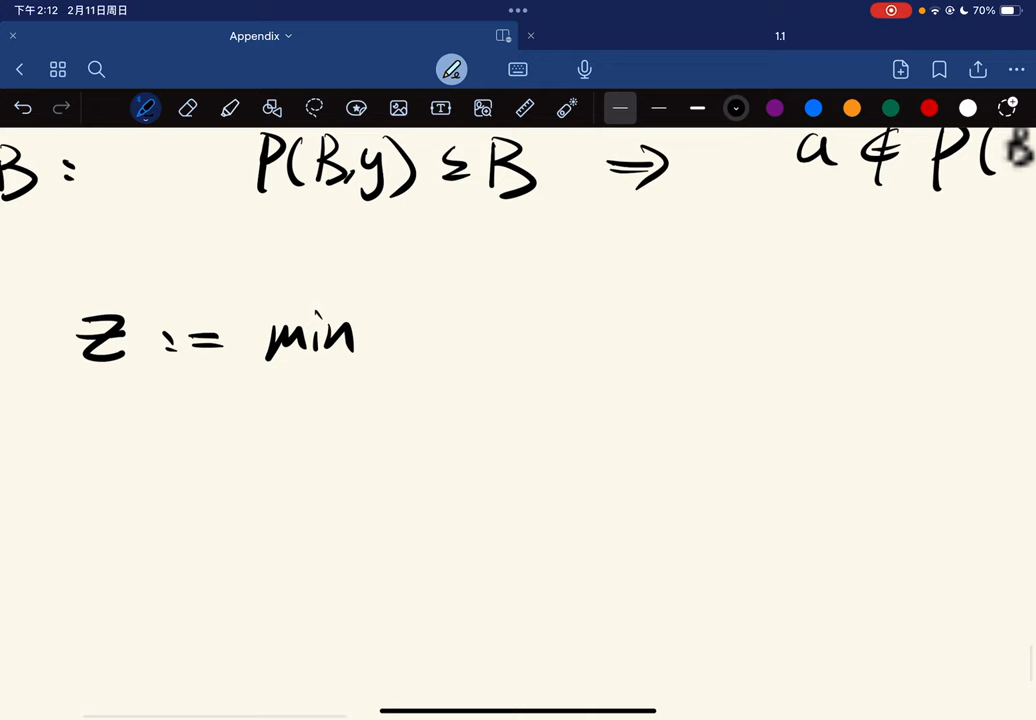 下午2:12 2月11日周日 70%
Appendix 1.1
B : P(B,y) ≤ B ⇒ a ∉ P(B
Z := min